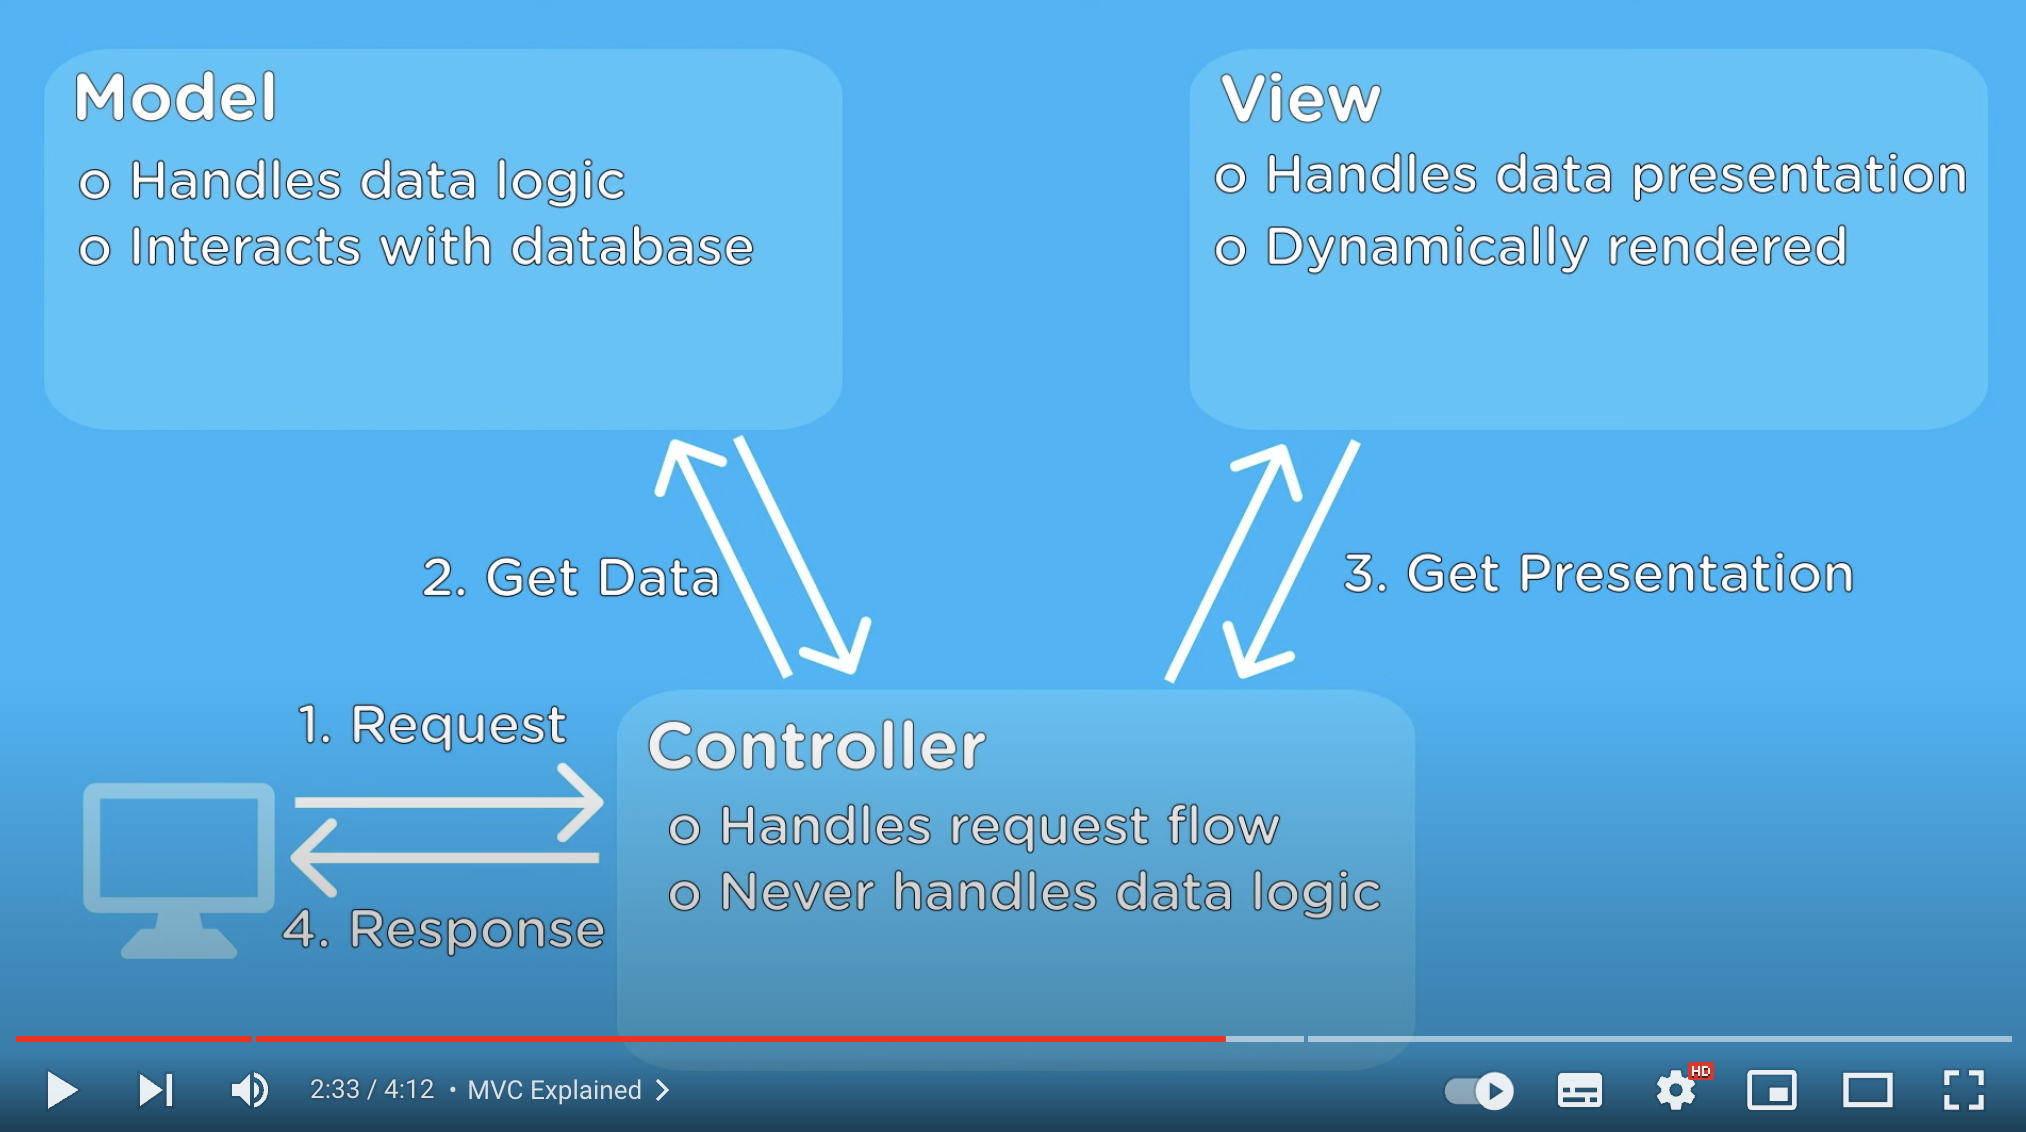 Model
o Handles data logic
o Interacts with database
View
o Handles data presentation
o Dynamically rendered
2. Get Data
3. Get Presentation
1. Request
4. Response
Controller
o Handles request flow
o Never handles data logic
2:33 / 4:12 • MVC Explained
HD